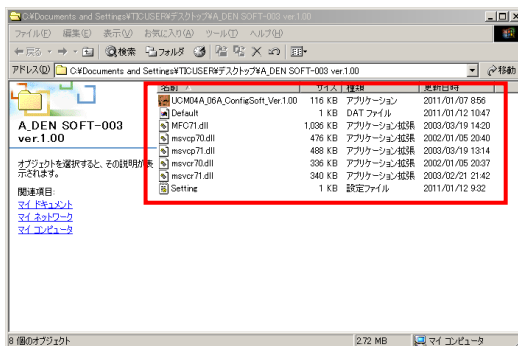 C:¥Documents and Settings¥TICUSER¥デスクトップ¥A_DEN SOFT-003 ver.1.00
ファイル(F) 編集(E) 表示(V) お気に入り(A) ツール(T) ヘルプ(H)
戻る 検索 フォルダ
アドレス(D) C:¥Documents and Settings¥TICUSER¥デスクトップ¥A_DEN SOFT-003 ver.1.00 移動
名前 サイズ 種類 更新日時
UCM04A_06A_ConfigSoft_Ver.1.00 116 KB アプリケーション 2011/01/07 8:56
Default 1 KB DAT ファイル 2011/01/12 10:47
MFC71.dll 1,036 KB アプリケーション拡張 2003/03/19 14:20
msvcp70.dll 476 KB アプリケーション拡張 2002/01/05 20:40
msvcp71.dll 488 KB アプリケーション拡張 2003/03/19 13:14
msvcr70.dll 336 KB アプリケーション拡張 2002/01/05 20:37
msvcr71.dll 340 KB アプリケーション拡張 2003/02/21 21:42
Setting 1 KB 設定ファイル 2011/01/12 9:32
A_DEN SOFT-003
ver.1.00
オブジェクトを選択すると、その説明が表
示されます。
関連項目:
マイ ドキュメント
マイ ネットワーク
マイ コンピュータ
8 個のオブジェクト 2.72 MB マイ コンピュータ